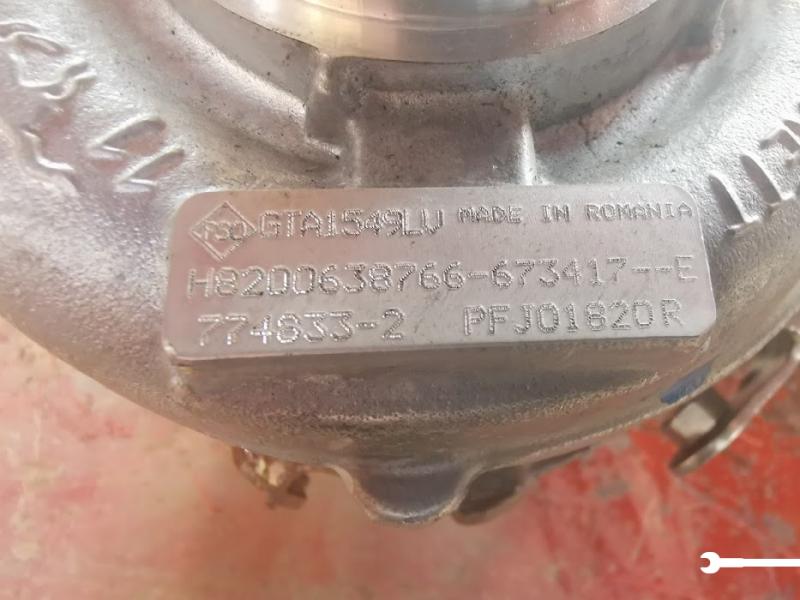 GTA1549LV MADE IN ROMANIA
H8200638766-673417--E
774833-2 PFJ01820R